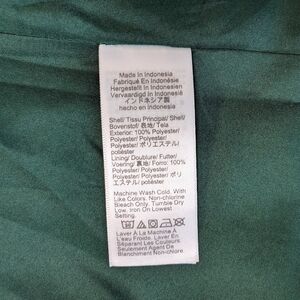 Made In Indonesia
Fabriqué En Indonésie
Hergestellt In Indonesien
Vervaardigd In Indonesië
インドネシア製
hecho en Indonesia
Shell/ Tissu Principal/ Shell/
Bovenstof/ 表地/ Tela
Exterior: 100% Polyester/
Polyester/ Polyester/
Polyester/ ポリエステル/
poliéster
Lining/ Doublure/ Futter/
Voering/ 裏地/ Forro: 100%
Polyester/ Polyester/
Polyester/ Polyester/ ポリ
エステル/ poliéster
Machine Wash Cold. With
Like Colors. Non-chlorine
Bleach Only. Tumble Dry
Low. Iron On Lowest
Setting.
Laver À La Machine À
L'eau Froide. Laver En
Séparant Les Couleurs
Seulement Agent De
Blanchiment Non-chlore